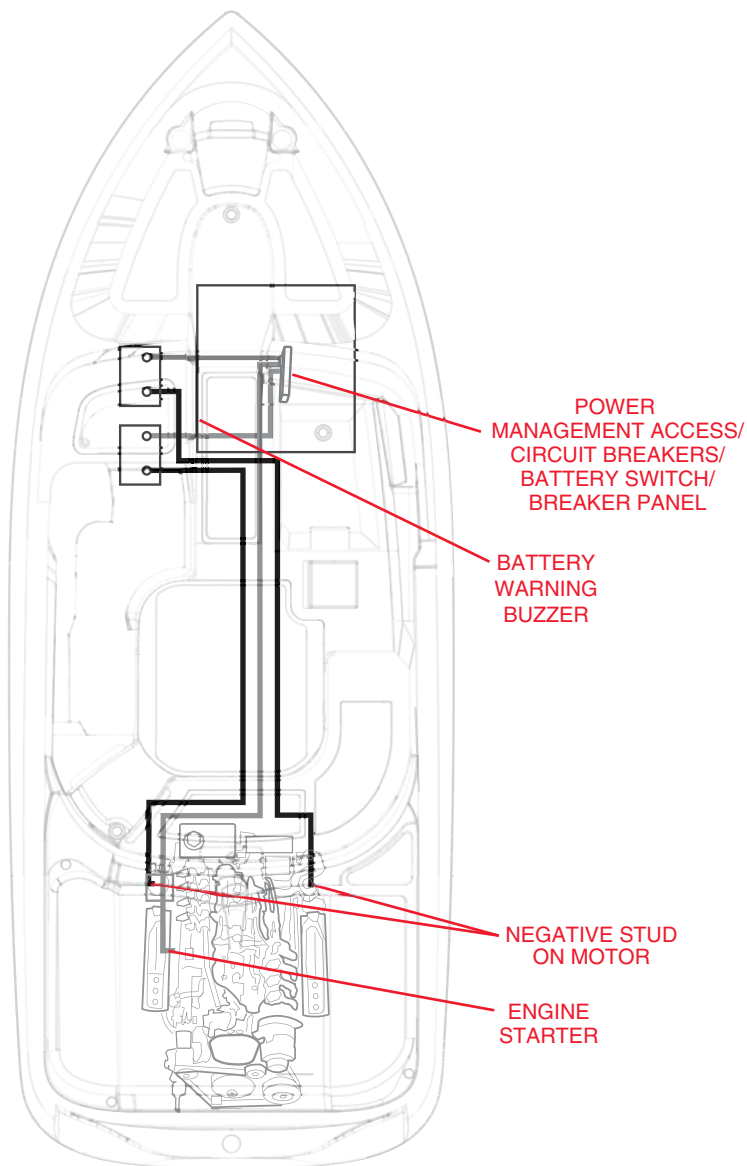 POWER
MANAGEMENT ACCESS/
CIRCUIT BREAKERS/
BATTERY SWITCH/
BREAKER PANEL
BATTERY
WARNING
BUZZER
NEGATIVE STUD
ON MOTOR
ENGINE
STARTER